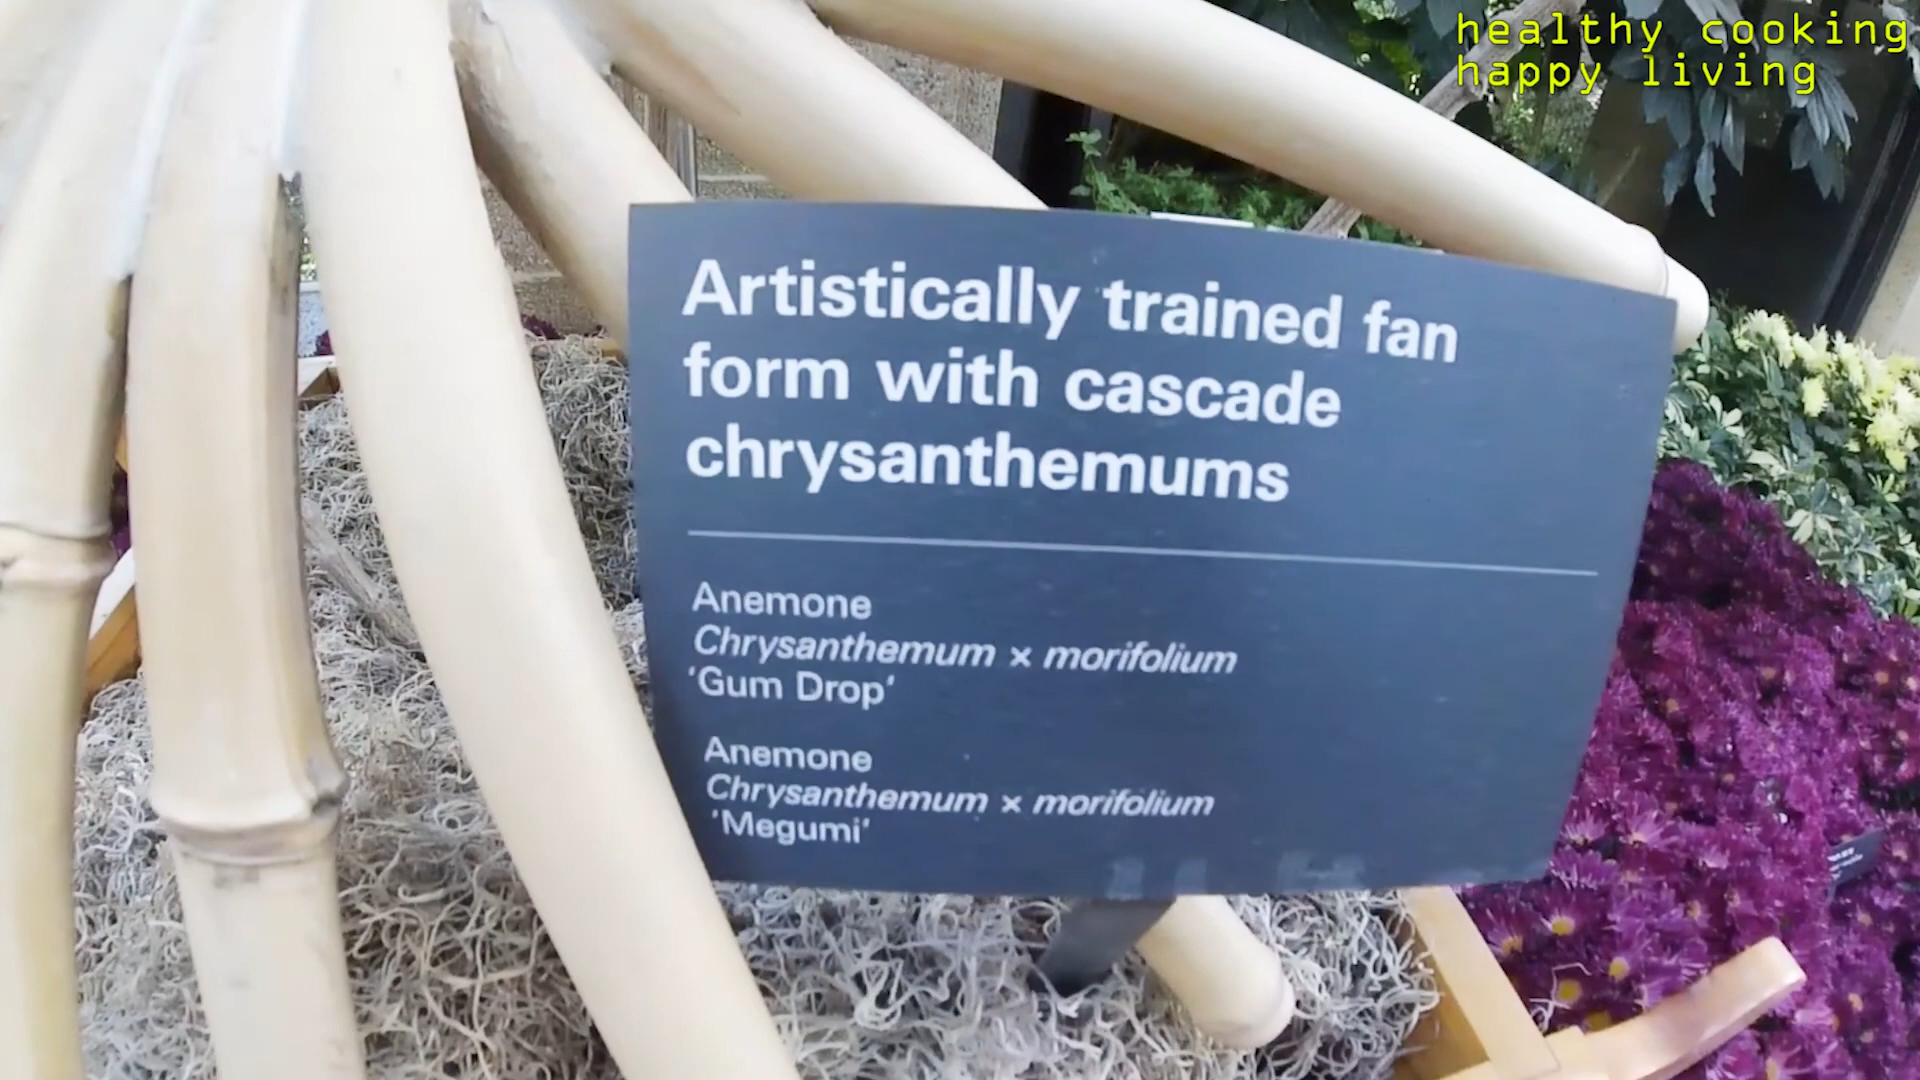 healthy cooking
happy living
Artistically trained fan
form with cascade
chrysanthemums
Anemone
Chrysanthemum × morifolium
'Gum Drop'
Anemone
Chrysanthemum × morifolium
'Megumi'